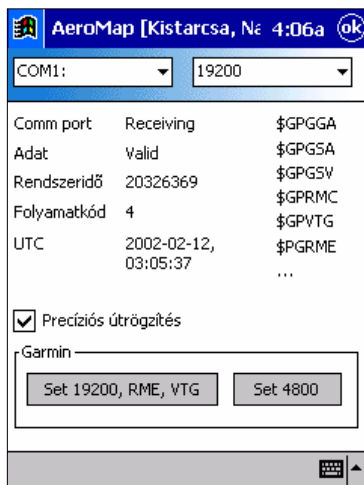 AeroMap [Kistarcsa, Na 4:06a ok
COM1: 19200
Comm port Receiving $GPGGA
Adat Valid $GPGSA
Rendszeridő 20326369 $GPGSV
Folyamatkód 4 $GPRMC
UTC 2002-02-12, $GPVTG
03:05:37 $PGRME
...
Precíziós útrögzítés
Garmin
Set 19200, RME, VTG Set 4800